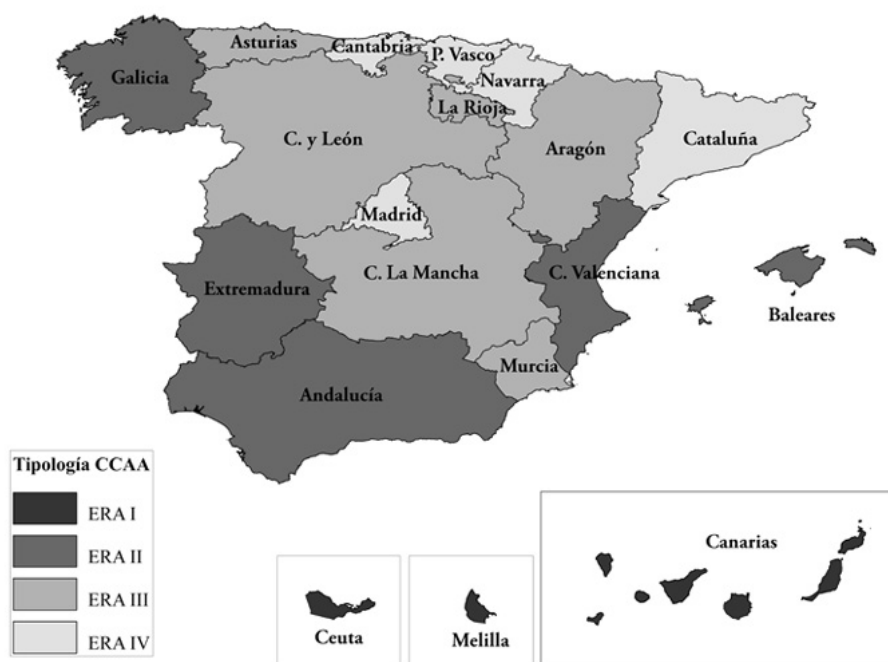 Asturias
Cantabria
P. Vasco
Galicia
Navarra
La Rioja
C. y León
Aragón
Cataluña
Madrid
C. La Mancha
C. Valenciana
Extremadura
Baleares
Murcia
Andalucía
Tipología CCAA
ERA I
ERA II
ERA III
ERA IV
Canarias
Ceuta
Melilla